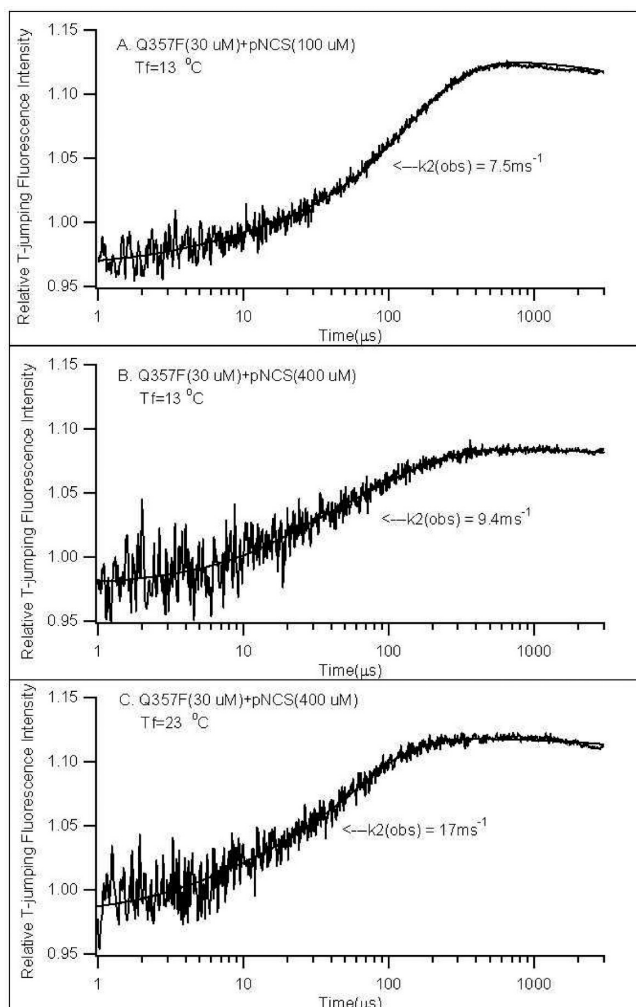 Relative T-jumping Fluorescence Intensity
1.15
1.10
1.05
1.00
0.95
A. Q357F(30 uM)+pNCS(100 uM)
Tf=13 ⁰C
<---k2(obs) = 7.5ms⁻¹
1
10
100
1000
Time(µs)
Relative T-jumping Fluorescence Intensity
1.15
1.10
1.05
1.00
0.95
B. Q357F(30 uM)+pNCS(400 uM)
Tf=13 ⁰C
<---k2(obs) = 9.4ms⁻¹
1
10
100
1000
Time(µs)
Relative T-jumping Fluorescence Intensity
1.15
1.10
1.05
1.00
0.95
C. Q357F(30 uM)+pNCS(400 uM)
Tf=23 ⁰C
<---k2(obs) = 17ms⁻¹
1
10
100
1000
Time(µs)